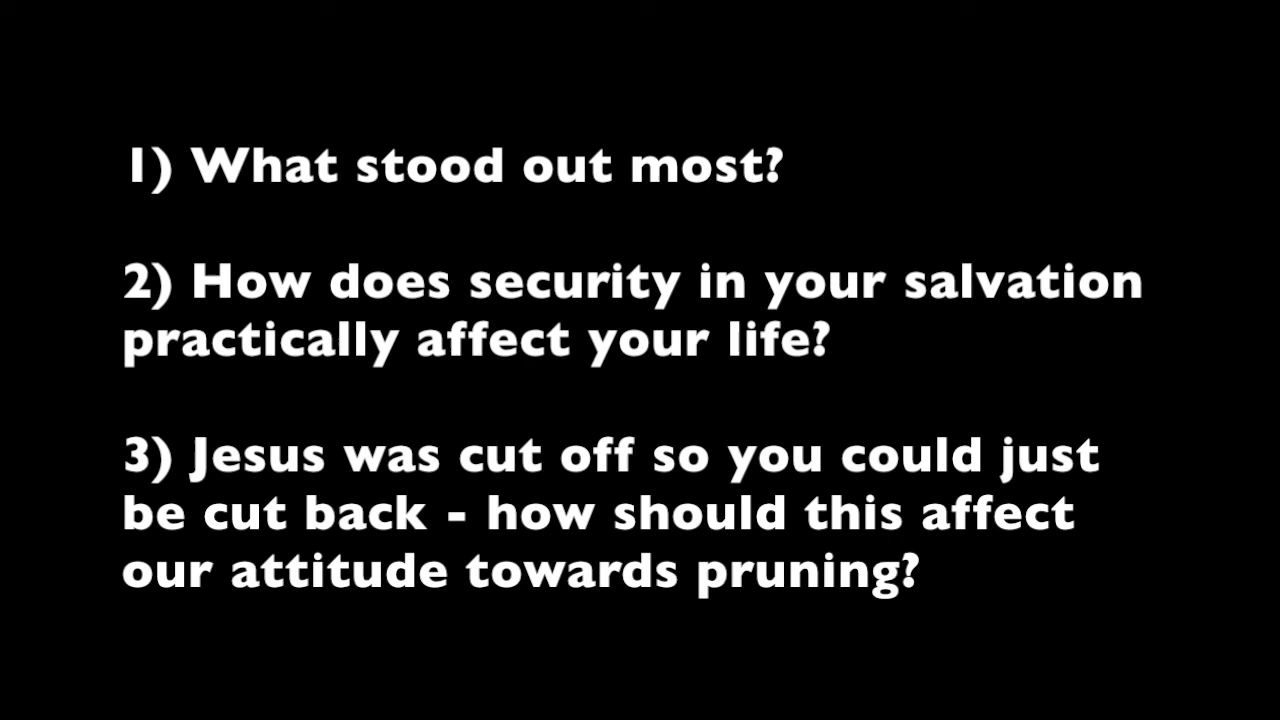 1) What stood out most?
2) How does security in your salvation
practically affect your life?
3) Jesus was cut off so you could just
be cut back - how should this affect
our attitude towards pruning?